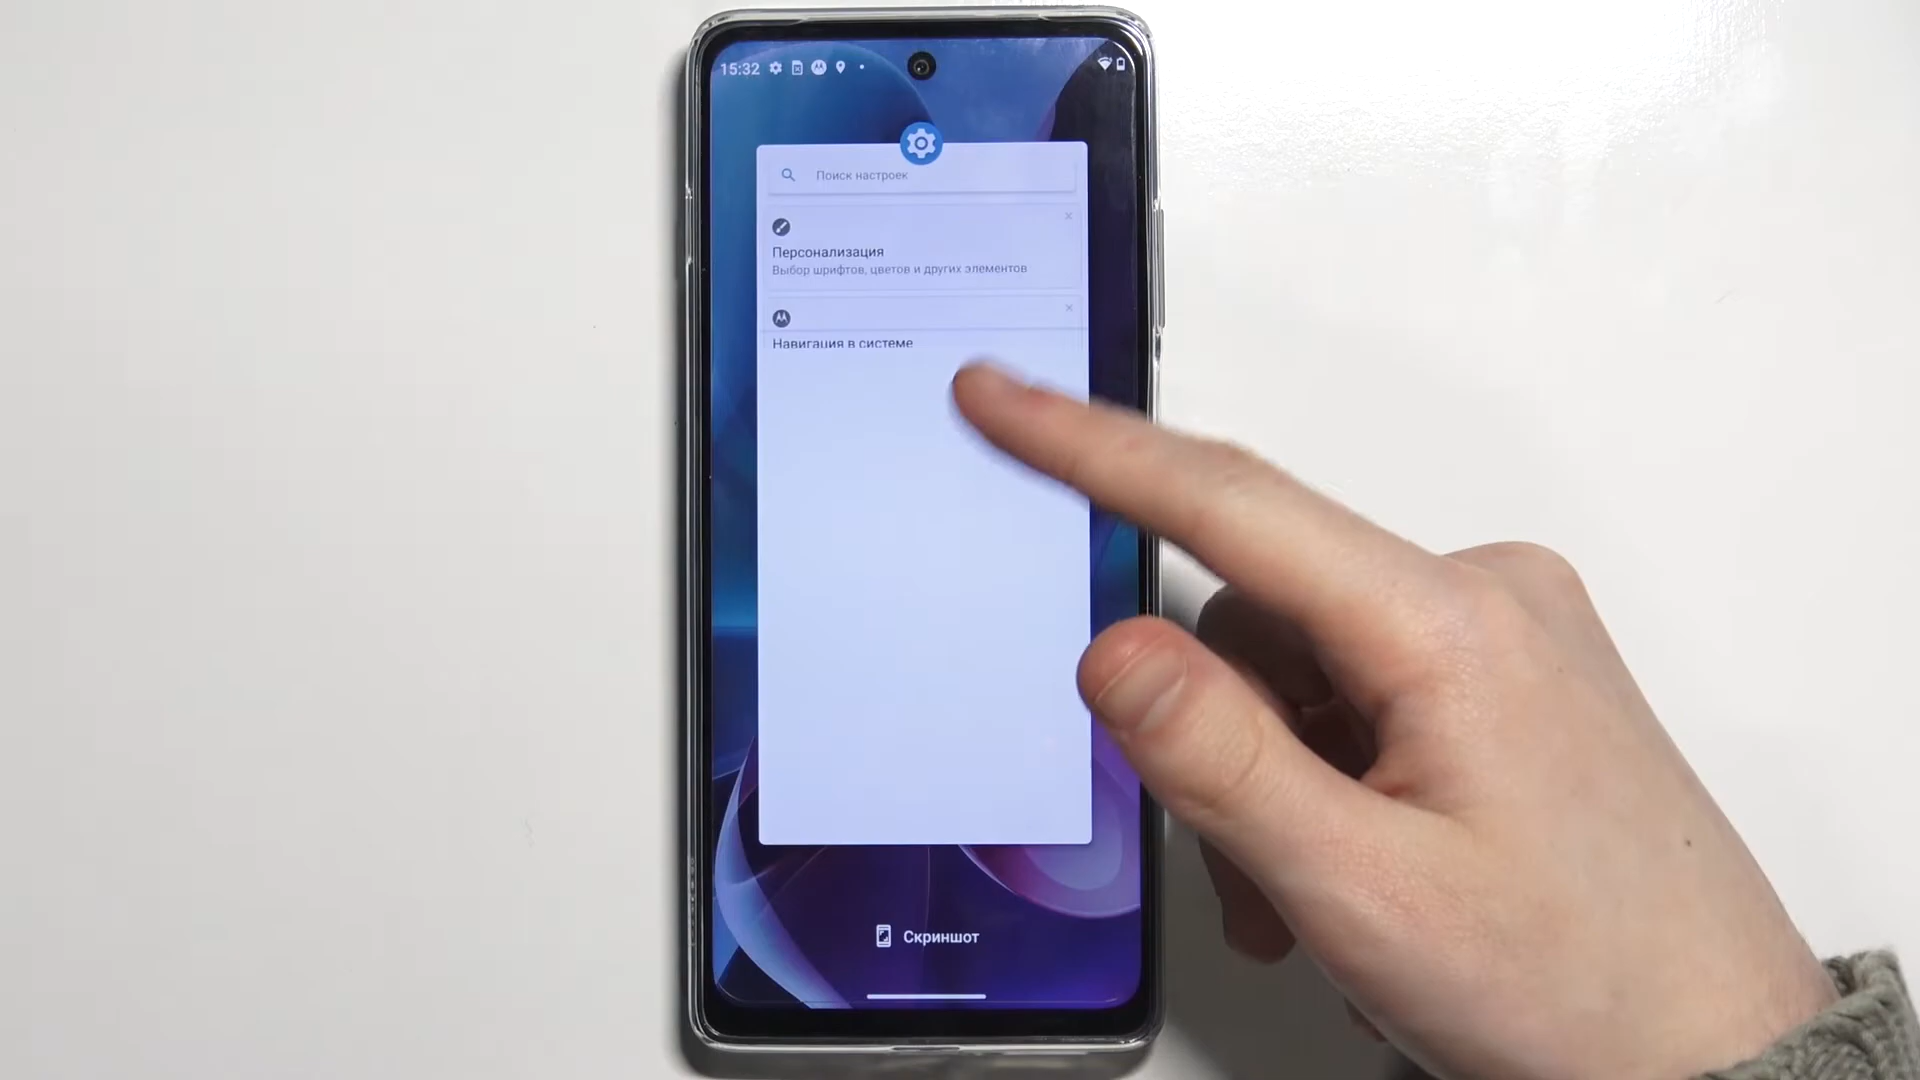 15:32
Поиск настроек
Персонализация
Выбор шрифтов, цветов и других элементов
Навигация в системе
Скриншот